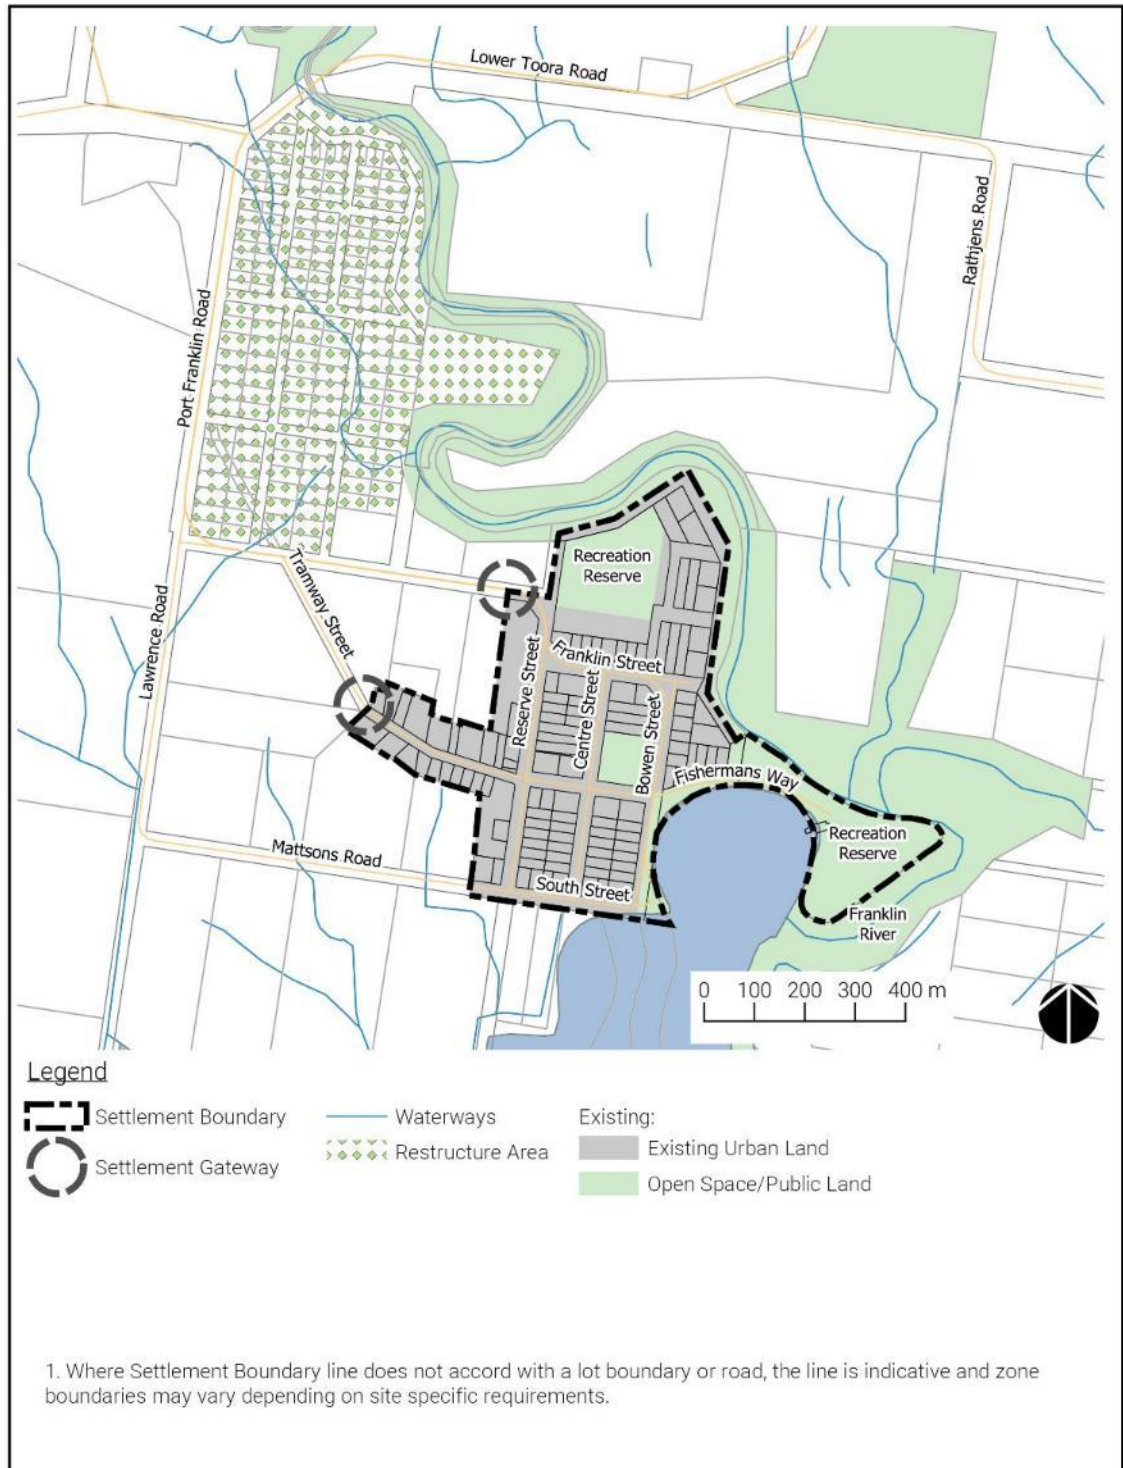 Lower Toora Road
Rathjens Road
Port Franklin Road
Recreation
Reserve
Tramway Street
Lawrence Road
Franklin Street
Reserve Street
Centre Street
Bowen Street
Fishermans Way
Recreation
Reserve
Mattsons Road
South Street
Franklin
River
0 100 200 300 400 m
Legend
Settlement Boundary
Settlement Gateway
Waterways
Restructure Area
Existing:
Existing Urban Land
Open Space/Public Land
1. Where Settlement Boundary line does not accord with a lot boundary or road, the line is indicative and zone
boundaries may vary depending on site specific requirements.